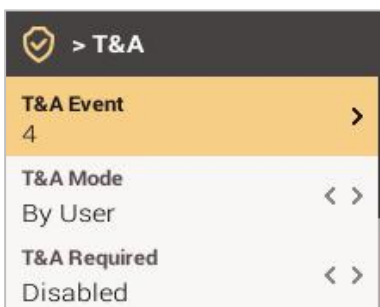 > T&A
T&A Event
4
T&A Mode
By User
T&A Required
Disabled